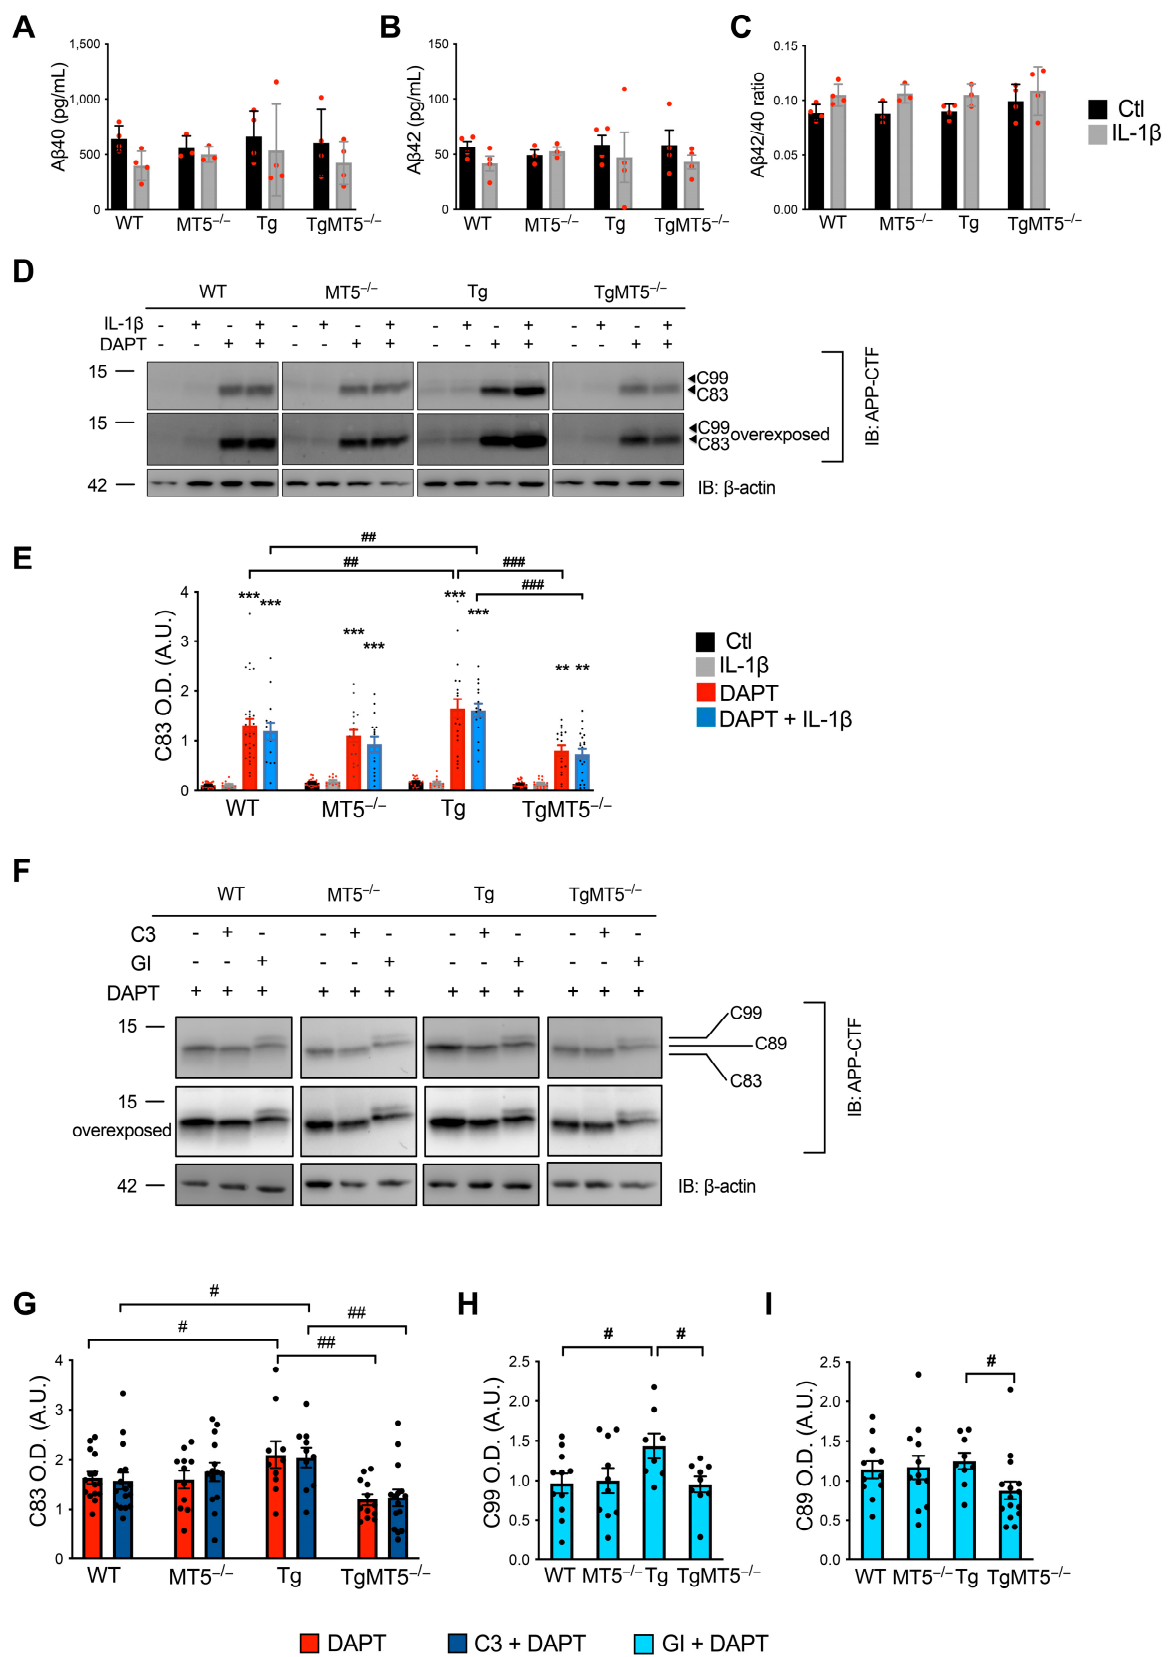 A
B
C
1,500
1,000
500
0
Aβ40 (pg/mL)
WT MT5⁻/⁻ Tg TgMT5⁻/⁻
150
100
50
0
Aβ42 (pg/mL)
WT MT5⁻/⁻ Tg TgMT5⁻/⁻
0.15
0.10
0.05
0.00
Aβ42/40 ratio
WT MT5⁻/⁻ Tg TgMT5⁻/⁻
Ctl
IL-1β
D
WT MT5⁻/⁻ Tg TgMT5⁻/⁻
IL-1β - + - + - + - + - + - + - + - +
DAPT - - + + - - + + - - + + - - + +
15
C99
C83
15
C99
C83 overexposed
42
IB: β-actin
IB: APP-CTF
E
##
## ###
###
*** *** *** *** *** *** ** **
4
3
2
1
0
C83 O.D. (A.U.)
WT MT5⁻/⁻ Tg TgMT5⁻/⁻
Ctl
IL-1β
DAPT
DAPT + IL-1β
F
WT MT5⁻/⁻ Tg TgMT5⁻/⁻
C3 - + - - + - - + - - + -
GI - - + - - + - - + - - +
DAPT + + + + + + + + + + + +
15
C99
C89
C83
15
overexposed
42
IB: β-actin
IB: APP-CTF
G
#
##
#
##
4
3
2
1
0
C83 O.D. (A.U.)
WT MT5⁻/⁻ Tg TgMT5⁻/⁻
H
# #
2.5
2.0
1.5
1.0
0.5
0.0
C99 O.D. (A.U.)
WT MT5⁻/⁻ Tg TgMT5⁻/⁻
I
#
2.5
2.0
1.5
1.0
0.5
0.0
C89 O.D. (A.U.)
WT MT5⁻/⁻ Tg TgMT5⁻/⁻
DAPT C3 + DAPT GI + DAPT